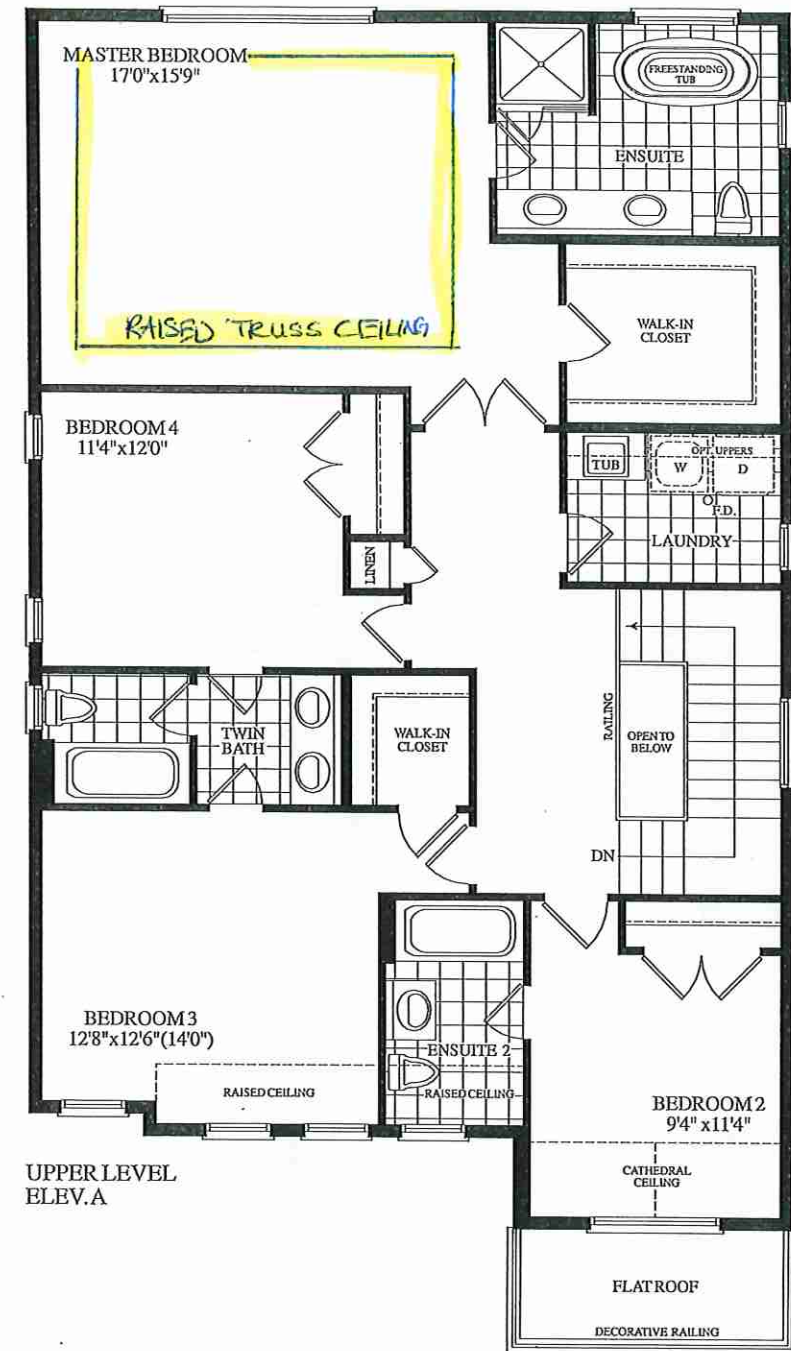 MASTER BEDROOM
17'0"x15'9"
FREESTANDING
TUB
ENSUITE
RAISED TRUSS CEILING
WALK-IN
CLOSET
BEDROOM 4
11'4"x12'0"
TUB
OPT. UPPERS
W
D
F.D.
LAUNDRY
LINEN
TWIN
BATH
WALK-IN
CLOSET
RAILING
OPEN TO
BELOW
DN
BEDROOM 3
12'8"x12'6"(14'0")
RAISED CEILING
ENSUITE 2
RAISED CEILING
BEDROOM 2
9'4" x11'4"
CATHEDRAL
CEILING
UPPER LEVEL
ELEV. A
FLAT ROOF
DECORATIVE RAILING